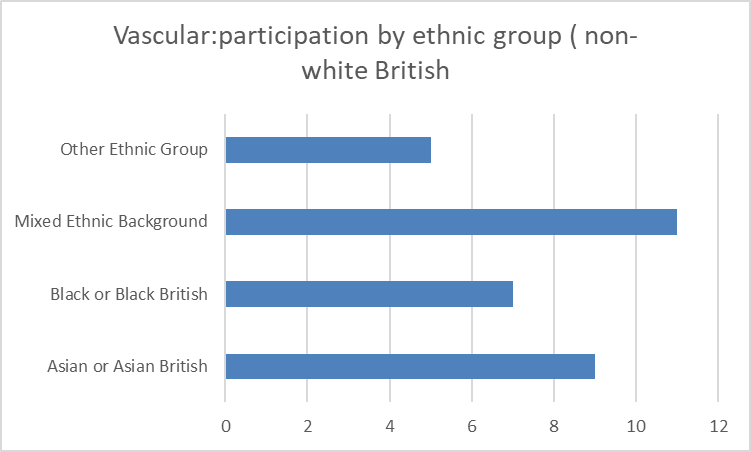 Vascular:participation by ethnic group ( non-
white British
Other Ethnic Group
Mixed Ethnic Background
Black or Black British
Asian or Asian British
0 2 4 6 8 10 12